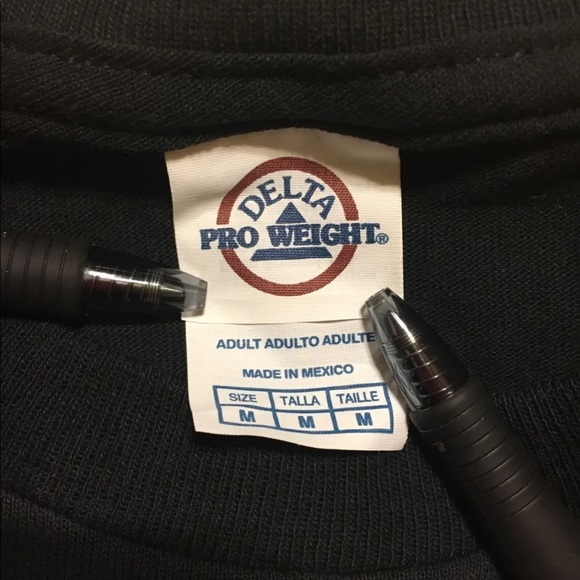 DELTA
PRO WEIGHT®
ADULT ADULTO ADULTE
MADE IN MEXICO
SIZE TALLA TAILLE
M M M